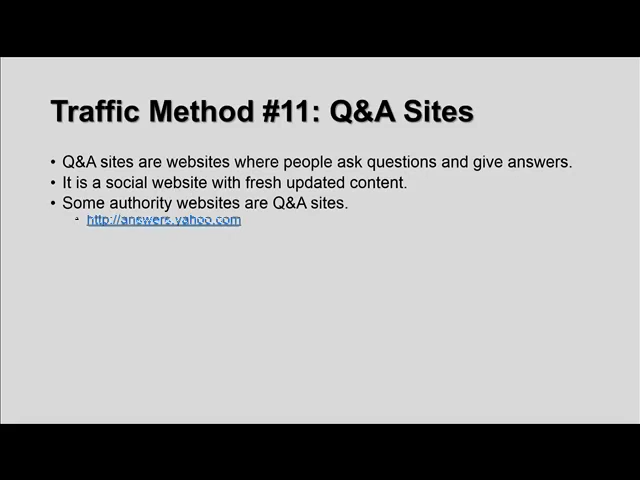 Traffic Method #11: Q&A Sites
• Q&A sites are websites where people ask questions and give answers.
• It is a social website with fresh updated content.
• Some authority websites are Q&A sites.
• http://answers.yahoo.com